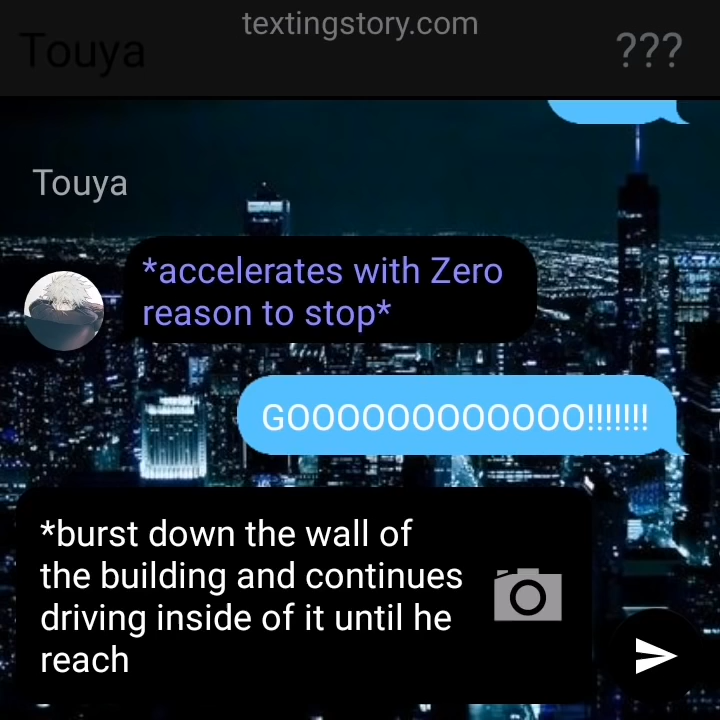 textingstory.com
Touya
???
Touya
*accelerates with Zero
reason to stop*
GOOOOOOOOOOOOO!!!!!!!
*burst down the wall of
the building and continues
driving inside of it until he
reach